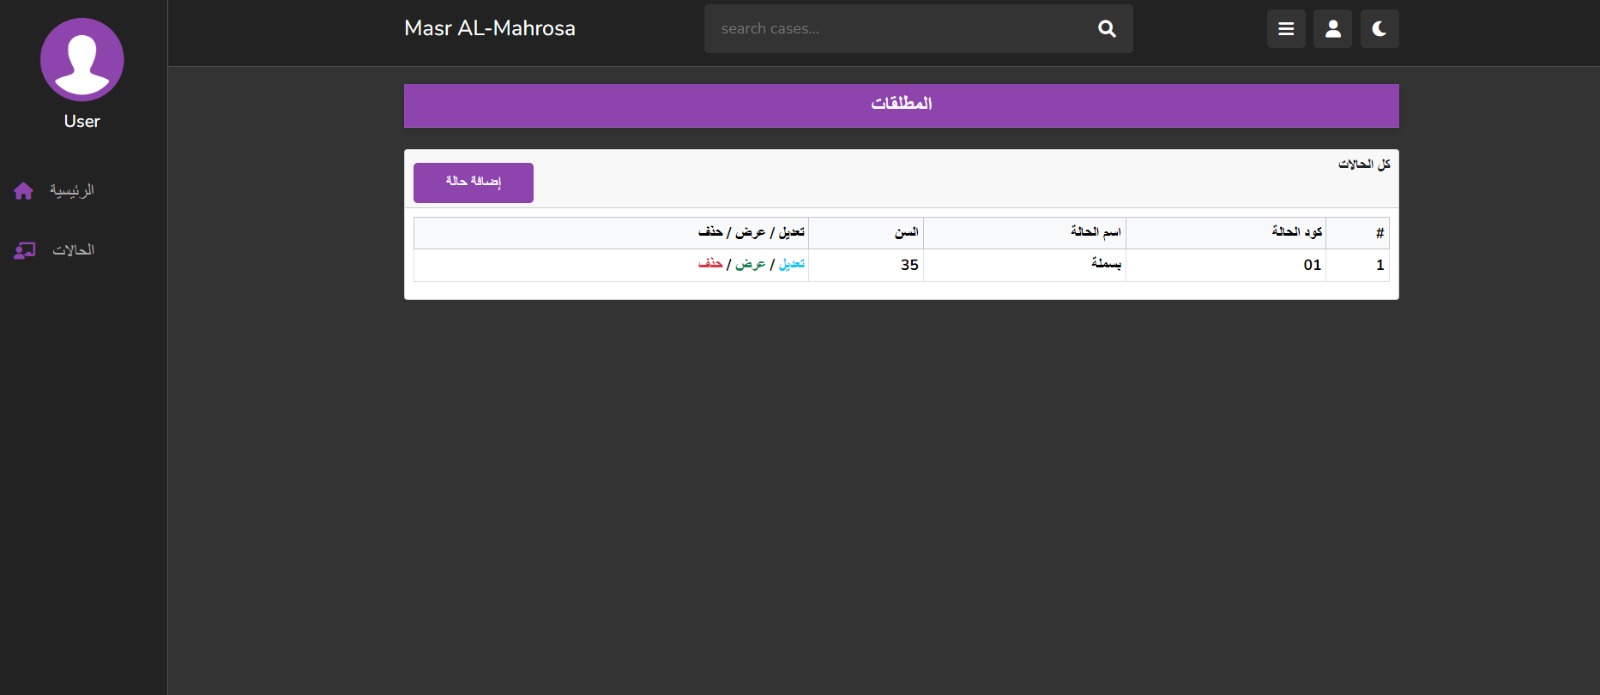 Masr AL-Mahrosa
search cases...
User
الرئيسية
الحالات
المطلقات
كل الحالات
إضافة حالة
# كود الحالة اسم الحالة السن تعديل / عرض / حذف
1 01 بسملة 35 تعديل / عرض / حذف